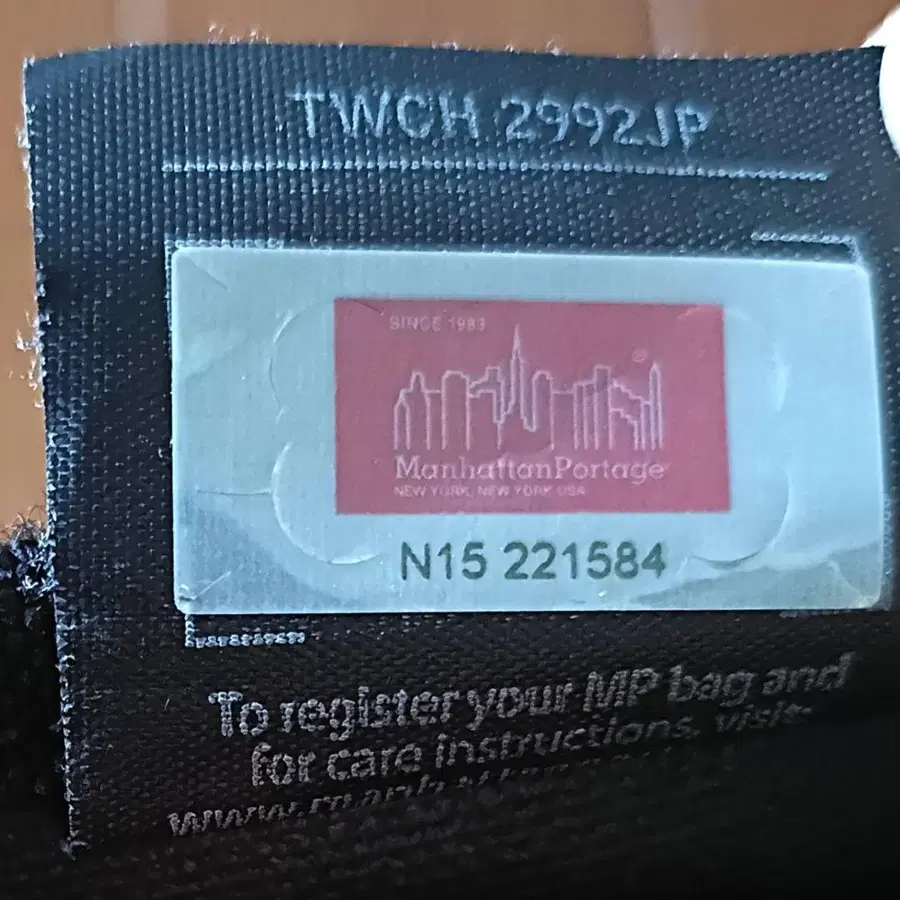 TWCH 2992JP
SINCE 1983
ManhattanPortage
NEW YORK, NEW YORK USA
N15 221584
To register your MP bag and
for care instructions, visit: